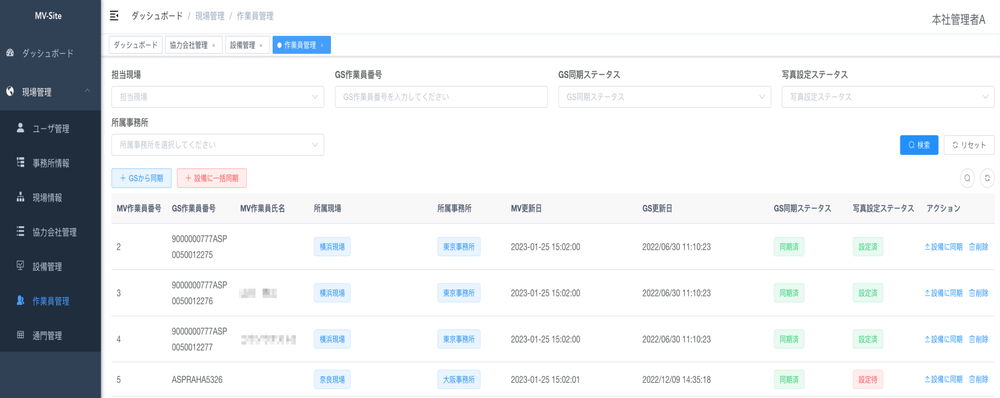 MV-Site
ダッシュボード
現場管理
ユーザ管理
事務所情報
現場情報
協力会社管理
設備管理
作業員管理
通門管理
ダッシュボード / 現場管理 / 作業員管理
本社管理者A
ダッシュボード 協力会社管理 × 設備管理 × 作業員管理 ×
担当現場 GS作業員番号 GS同期ステータス 写真設定ステータス
担当現場 GS作業員番号を入力してください GS同期ステータス 写真設定ステータス
所属事務所
所属事務所を選択してください 検索 リセット
+ GSから同期 + 設備に一括同期
MV作業員番号 GS作業員番号 MV作業員氏名 所属現場 所属事務所 MV更新日 GS更新日 GS同期ステータス 写真設定ステータス アクション
2 9000000777ASP 横浜現場 東京事務所 2023-01-25 15:02:00 2022/06/30 11:10:23 同期済 設定済 設備に同期 削除
0050012275
3 9000000777ASP 横浜現場 東京事務所 2023-01-25 15:02:00 2022/06/30 11:10:23 同期済 設定済 設備に同期 削除
0050012276
4 9000000777ASP 横浜現場 東京事務所 2023-01-25 15:02:00 2022/06/30 11:10:23 同期済 設定済 設備に同期 削除
0050012277
5 ASPRAHA5326 奈良現場 大阪事務所 2023-01-25 15:02:01 2022/12/09 14:35:18 同期済 設定待 設備に同期 削除